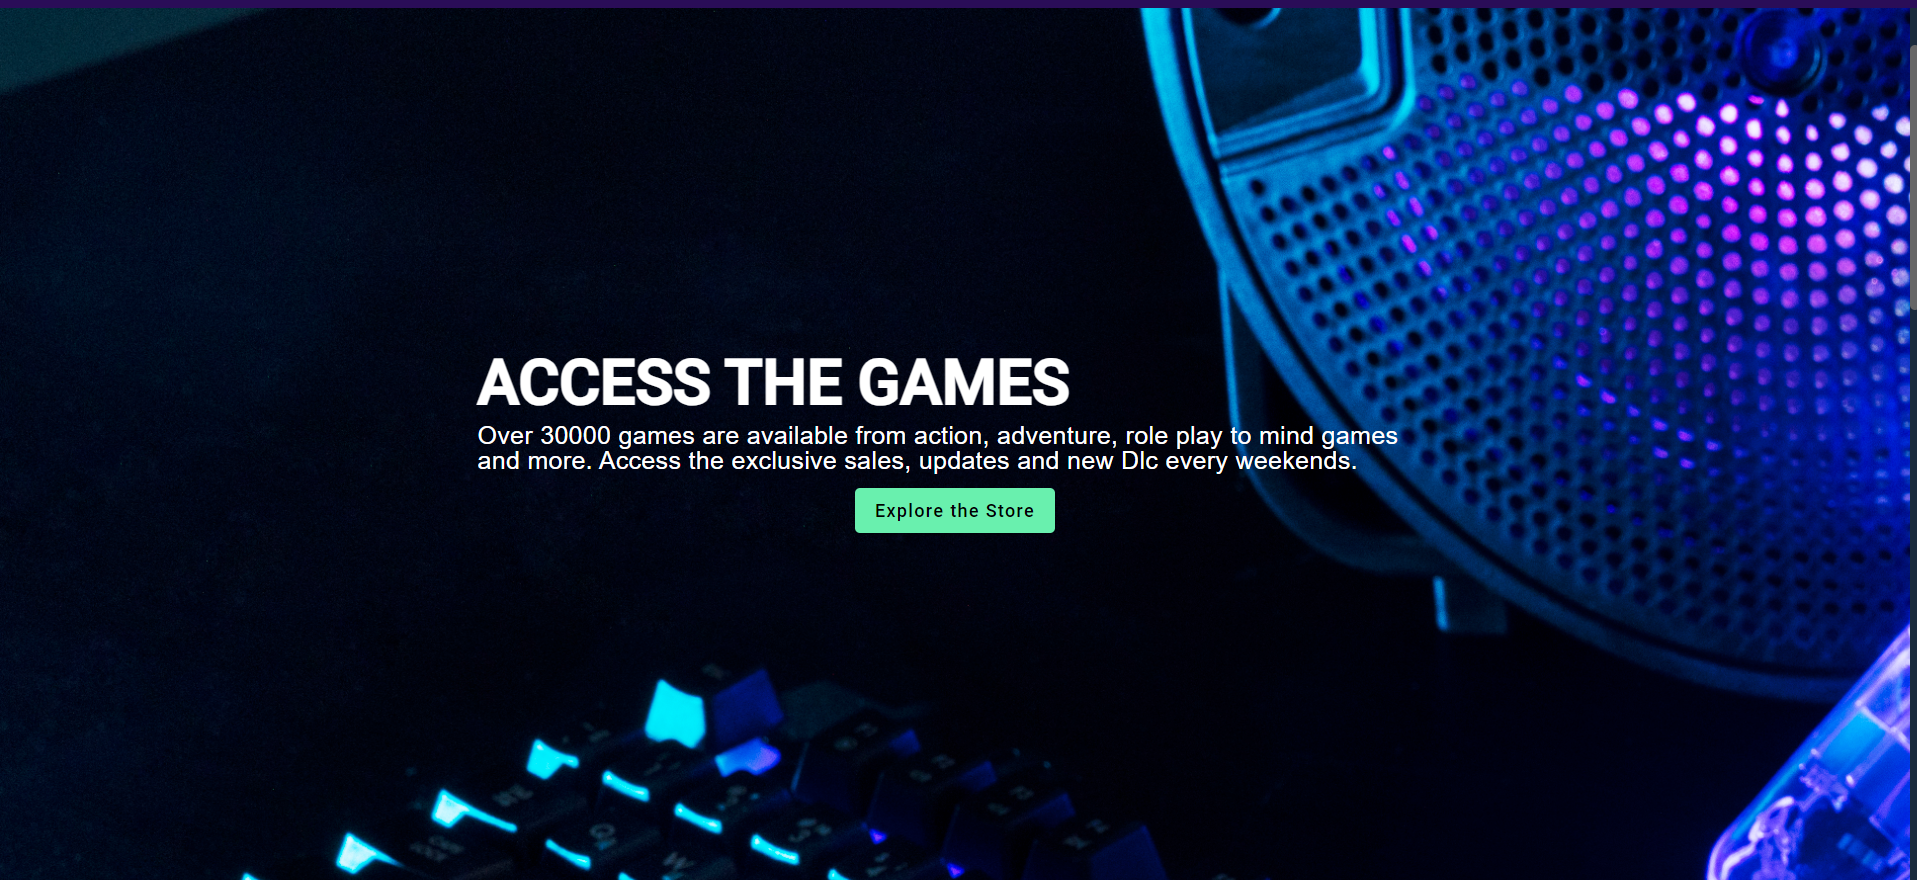 ACCESS THE GAMES
Over 30000 games are available from action, adventure, role play to mind games
and more. Access the exclusive sales, updates and new Dlc every weekends.
Explore the Store